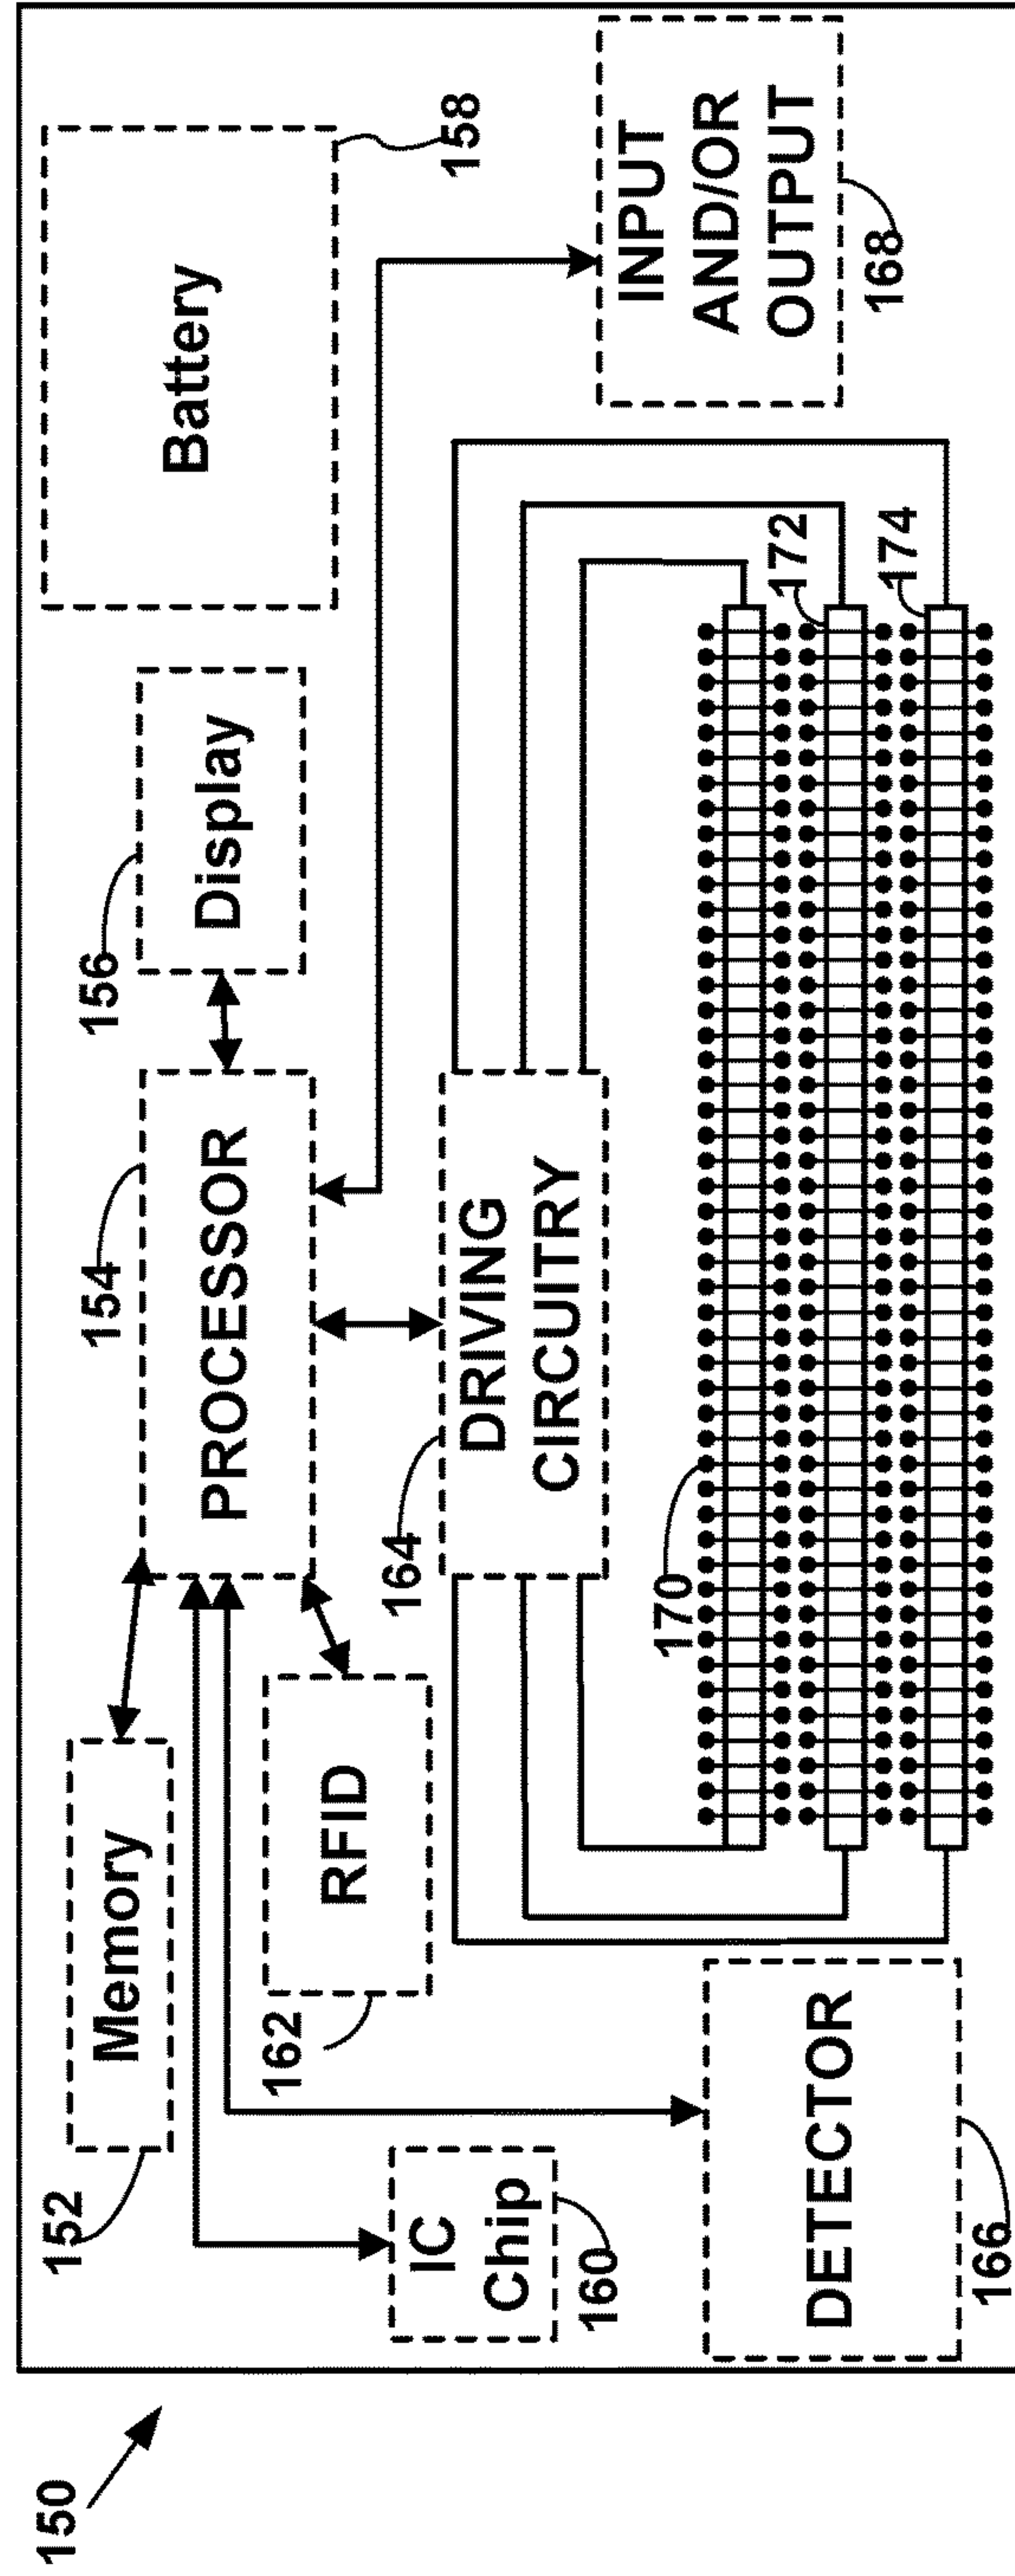 150
152
Memory
154
PROCESSOR
156
Display
Battery
158
IC
Chip
160
162
RFID
164
DRIVING
CIRCUITRY
INPUT
AND/OR
OUTPUT
168
DETECTOR
166
170
172
174